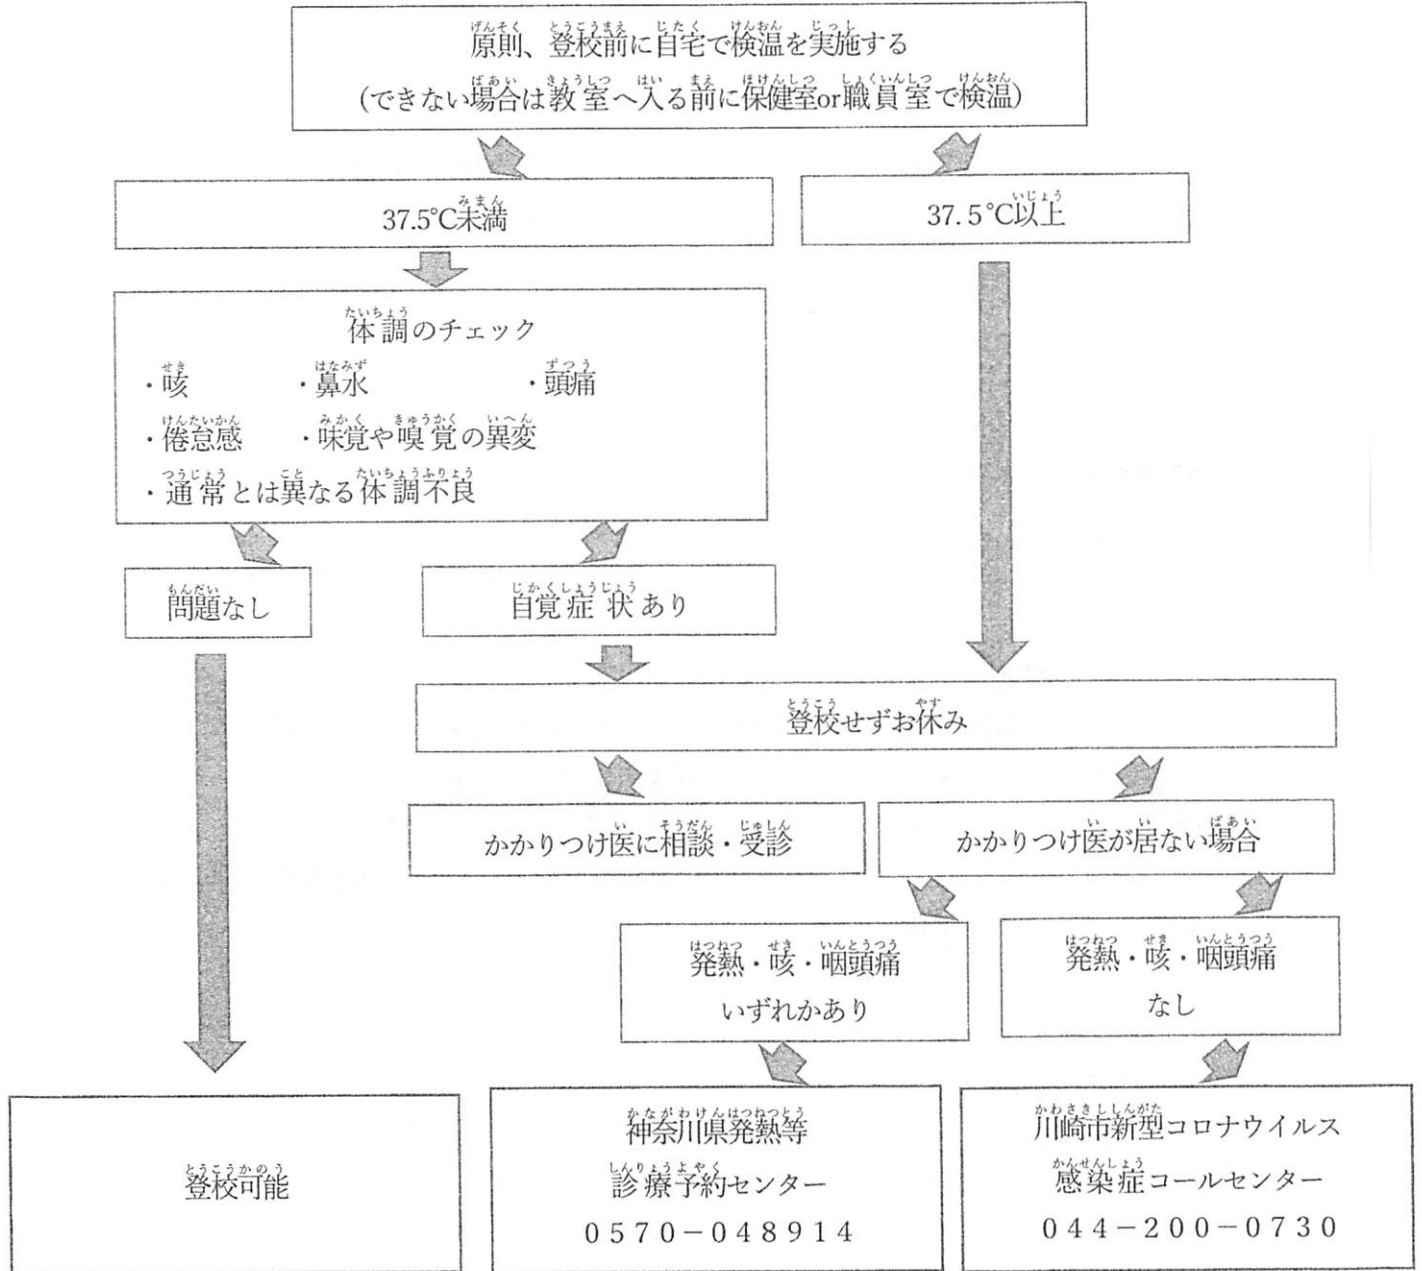 原則、登校前に自宅で検温を実施する
(できない場合は教室へ入る前に保健室or職員室で検温)
37.5℃未満
37.5℃以上
体調のチェック
・咳 ・鼻水 ・頭痛
・倦怠感 ・味覚や嗅覚の異変
・通常とは異なる体調不良
問題なし
自覚症状あり
登校せずお休み
かかりつけ医に相談・受診
かかりつけ医が居ない場合
発熱・咳・咽頭痛
いずれかあり
発熱・咳・咽頭痛
なし
登校可能
神奈川県発熱等
診療予約センター
0570-048914
川崎市新型コロナウイルス
感染症コールセンター
044-200-0730